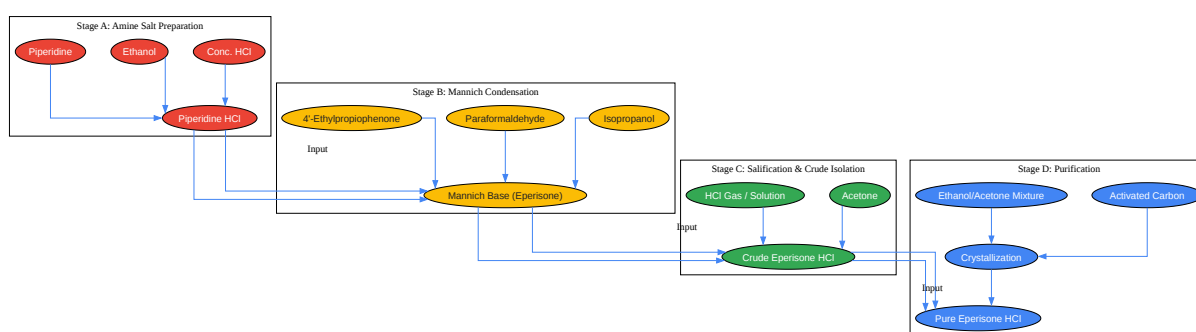 Stage A: Amine Salt Preparation
Piperidine
Ethanol
Conc. HCl
Piperidine HCl
Stage B: Mannich Condensation
4'-Ethylpropiophenone
Paraformaldehyde
Isopropanol
Input
Mannich Base (Eperisone)
Stage C: Salification & Crude Isolation
HCl Gas / Solution
Acetone
Input
Crude Eperisone HCl
Stage D: Purification
Ethanol/Acetone Mixture
Activated Carbon
Crystallization
Input
Pure Eperisone HCl